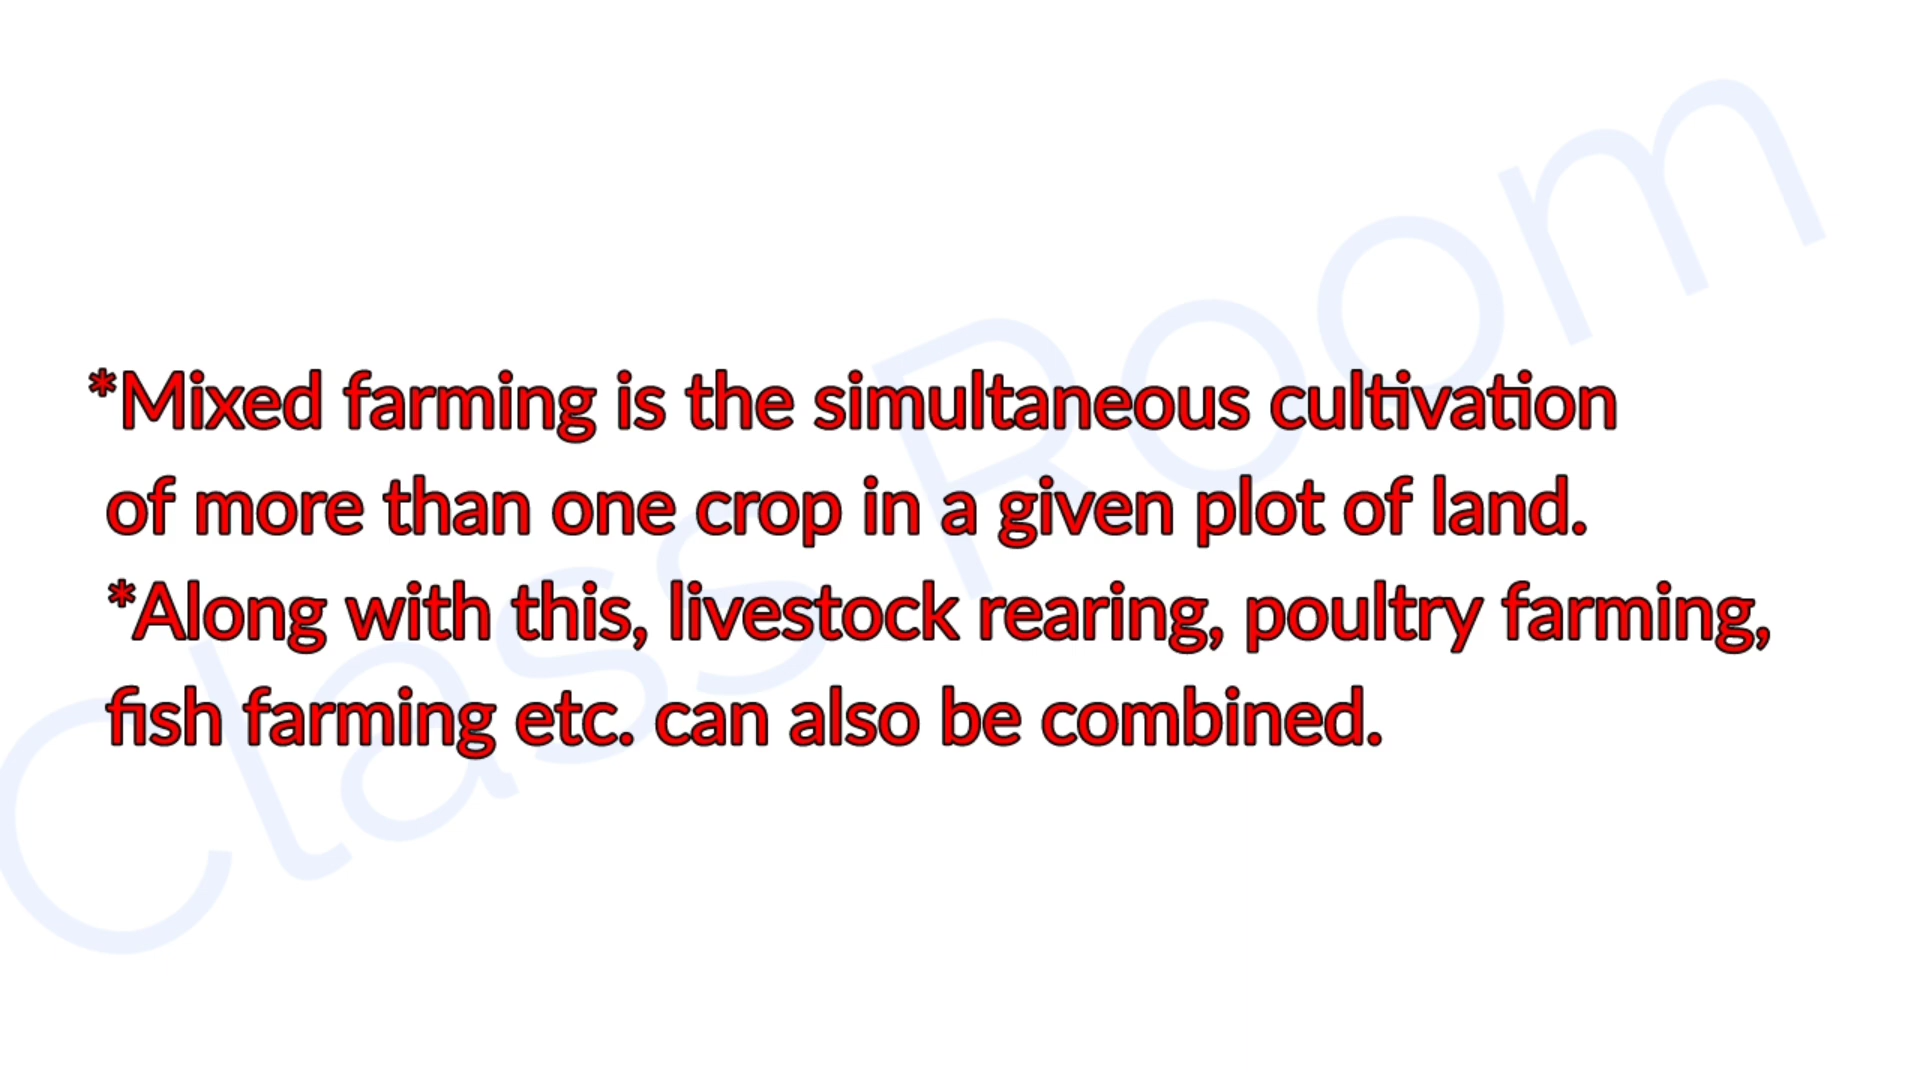 *Mixed farming is the simultaneous cultivation
of more than one crop in a given plot of land.
*Along with this, livestock rearing, poultry farming,
fish farming etc. can also be combined.
Class Room